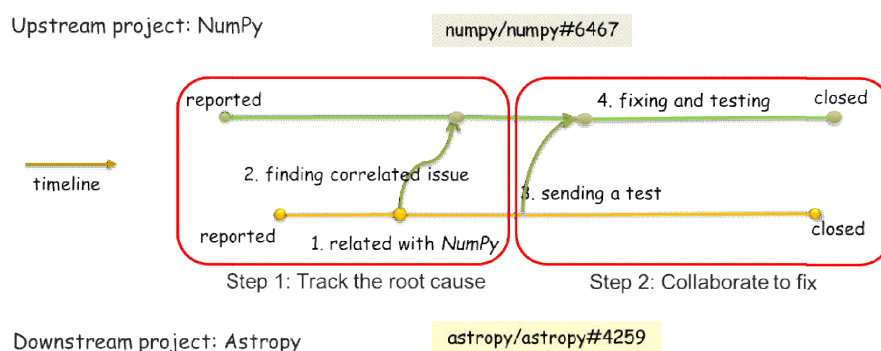 Upstream project: NumPy
numpy/numpy#6467
reported
4. fixing and testing
closed
timeline
2. finding correlated issue
3. sending a test
reported
1. related with NumPy
closed
Step 1: Track the root cause
Step 2: Collaborate to fix
Downstream project: Astropy
astropy/astropy#4259